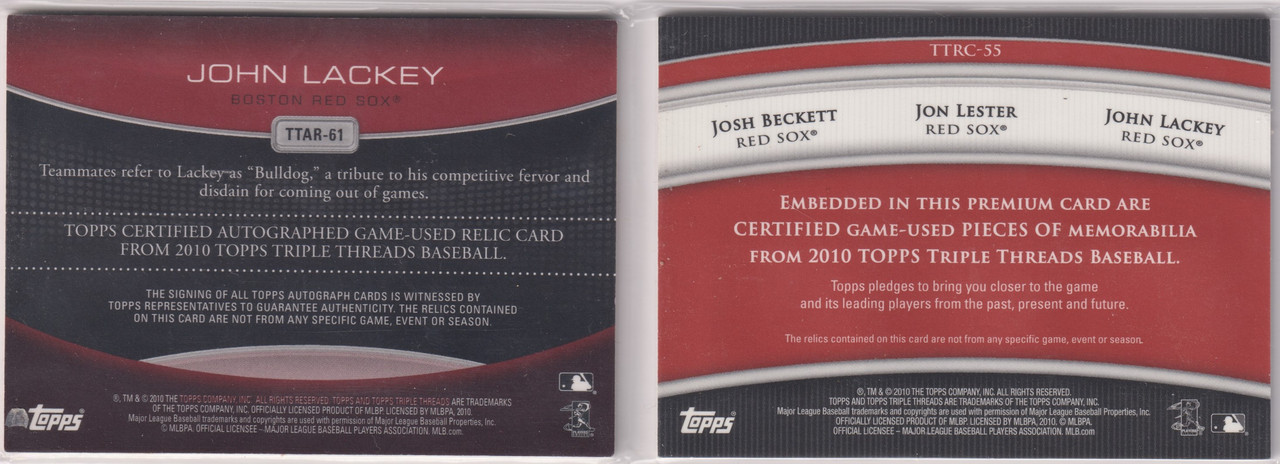 JOHN LACKEY
BOSTON RED SOX®
TTAR-61
Teammates refer to Lackey as “Bulldog,” a tribute to his competitive fervor and
disdain for coming out of games.
TOPPS CERTIFIED AUTOGRAPHED GAME-USED RELIC CARD
FROM 2010 TOPPS TRIPLE THREADS BASEBALL.
THE SIGNING OF ALL TOPPS AUTOGRAPH CARDS IS WITNESSED BY
TOPPS REPRESENTATIVES TO GUARANTEE AUTHENTICITY. THE RELICS CONTAINED
ON THIS CARD ARE NOT FROM ANY SPECIFIC GAME, EVENT OR SEASON.
®, TM & © 2010 THE TOPPS COMPANY, INC. ALL RIGHTS RESERVED. TOPPS AND TOPPS TRIPLE THREADS ARE TRADEMARKS
OF THE TOPPS COMPANY, INC. OFFICIALLY LICENSED PRODUCT OF MLBP. LICENSED BY MLBPA, 2010.
Major League Baseball trademarks and copyrights are used with permission of Major League Baseball Properties, Inc.
© MLBPA. OFFICIAL LICENSEE – MAJOR LEAGUE BASEBALL PLAYERS ASSOCIATION. MLB.com.
topps®
TTRC-55
JOSH BECKETT
RED SOX®
JON LESTER
RED SOX®
JOHN LACKEY
RED SOX®
EMBEDDED IN THIS PREMIUM CARD ARE
CERTIFIED GAME-USED PIECES OF MEMORABILIA
FROM 2010 TOPPS TRIPLE THREADS BASEBALL.
Topps pledges to bring you closer to the game
and its leading players from the past, present and future.
The relics contained on this card are not from any specific game, event or season.
®, TM & © 2010 THE TOPPS COMPANY, INC. ALL RIGHTS RESERVED.
TOPPS AND TOPPS TRIPLE THREADS ARE TRADEMARKS OF THE TOPPS COMPANY, INC.
Major League Baseball trademarks and copyrights are used with permission of Major League Baseball Properties, Inc.
OFFICIALLY LICENSED PRODUCT OF MLBP. LICENSED BY MLBPA, 2010. © MLBPA.
OFFICIAL LICENSEE – MAJOR LEAGUE BASEBALL PLAYERS ASSOCIATION. MLB.com
topps®